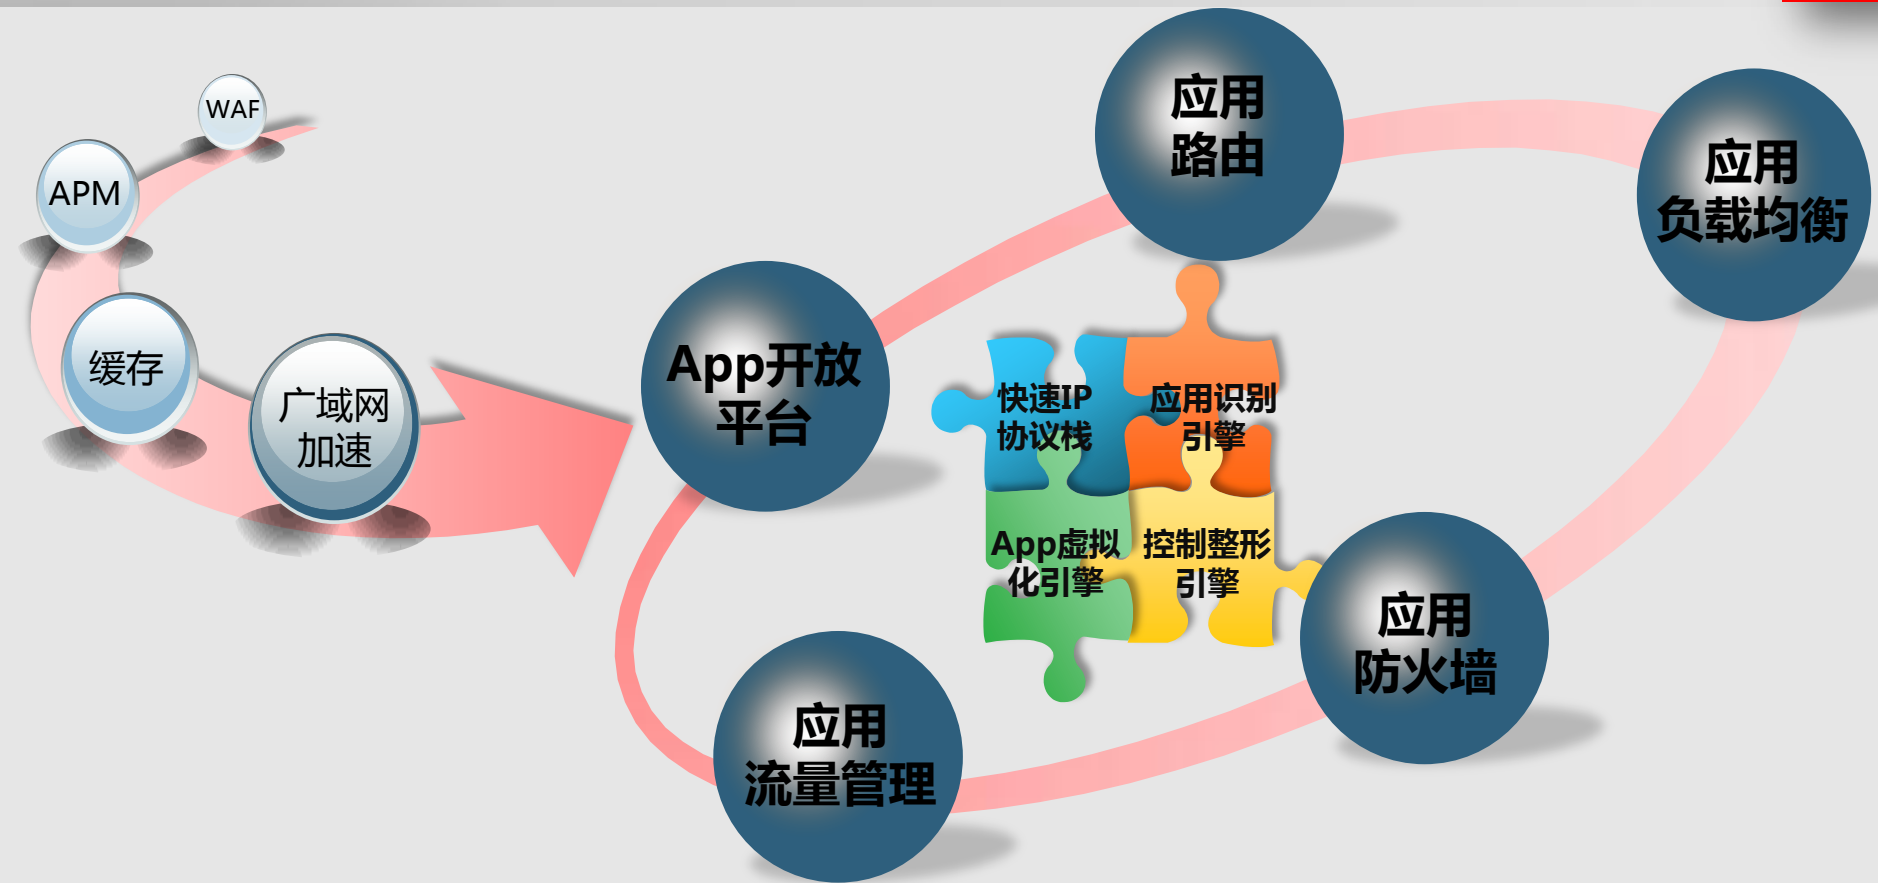 WAF
APM
缓存
广域网
加速
App开放
平台
应用
路由
应用
负载均衡
快速IP
协议栈
应用识别
引擎
App虚拟
化引擎
控制整形
引擎
应用
防火墙
应用
流量管理